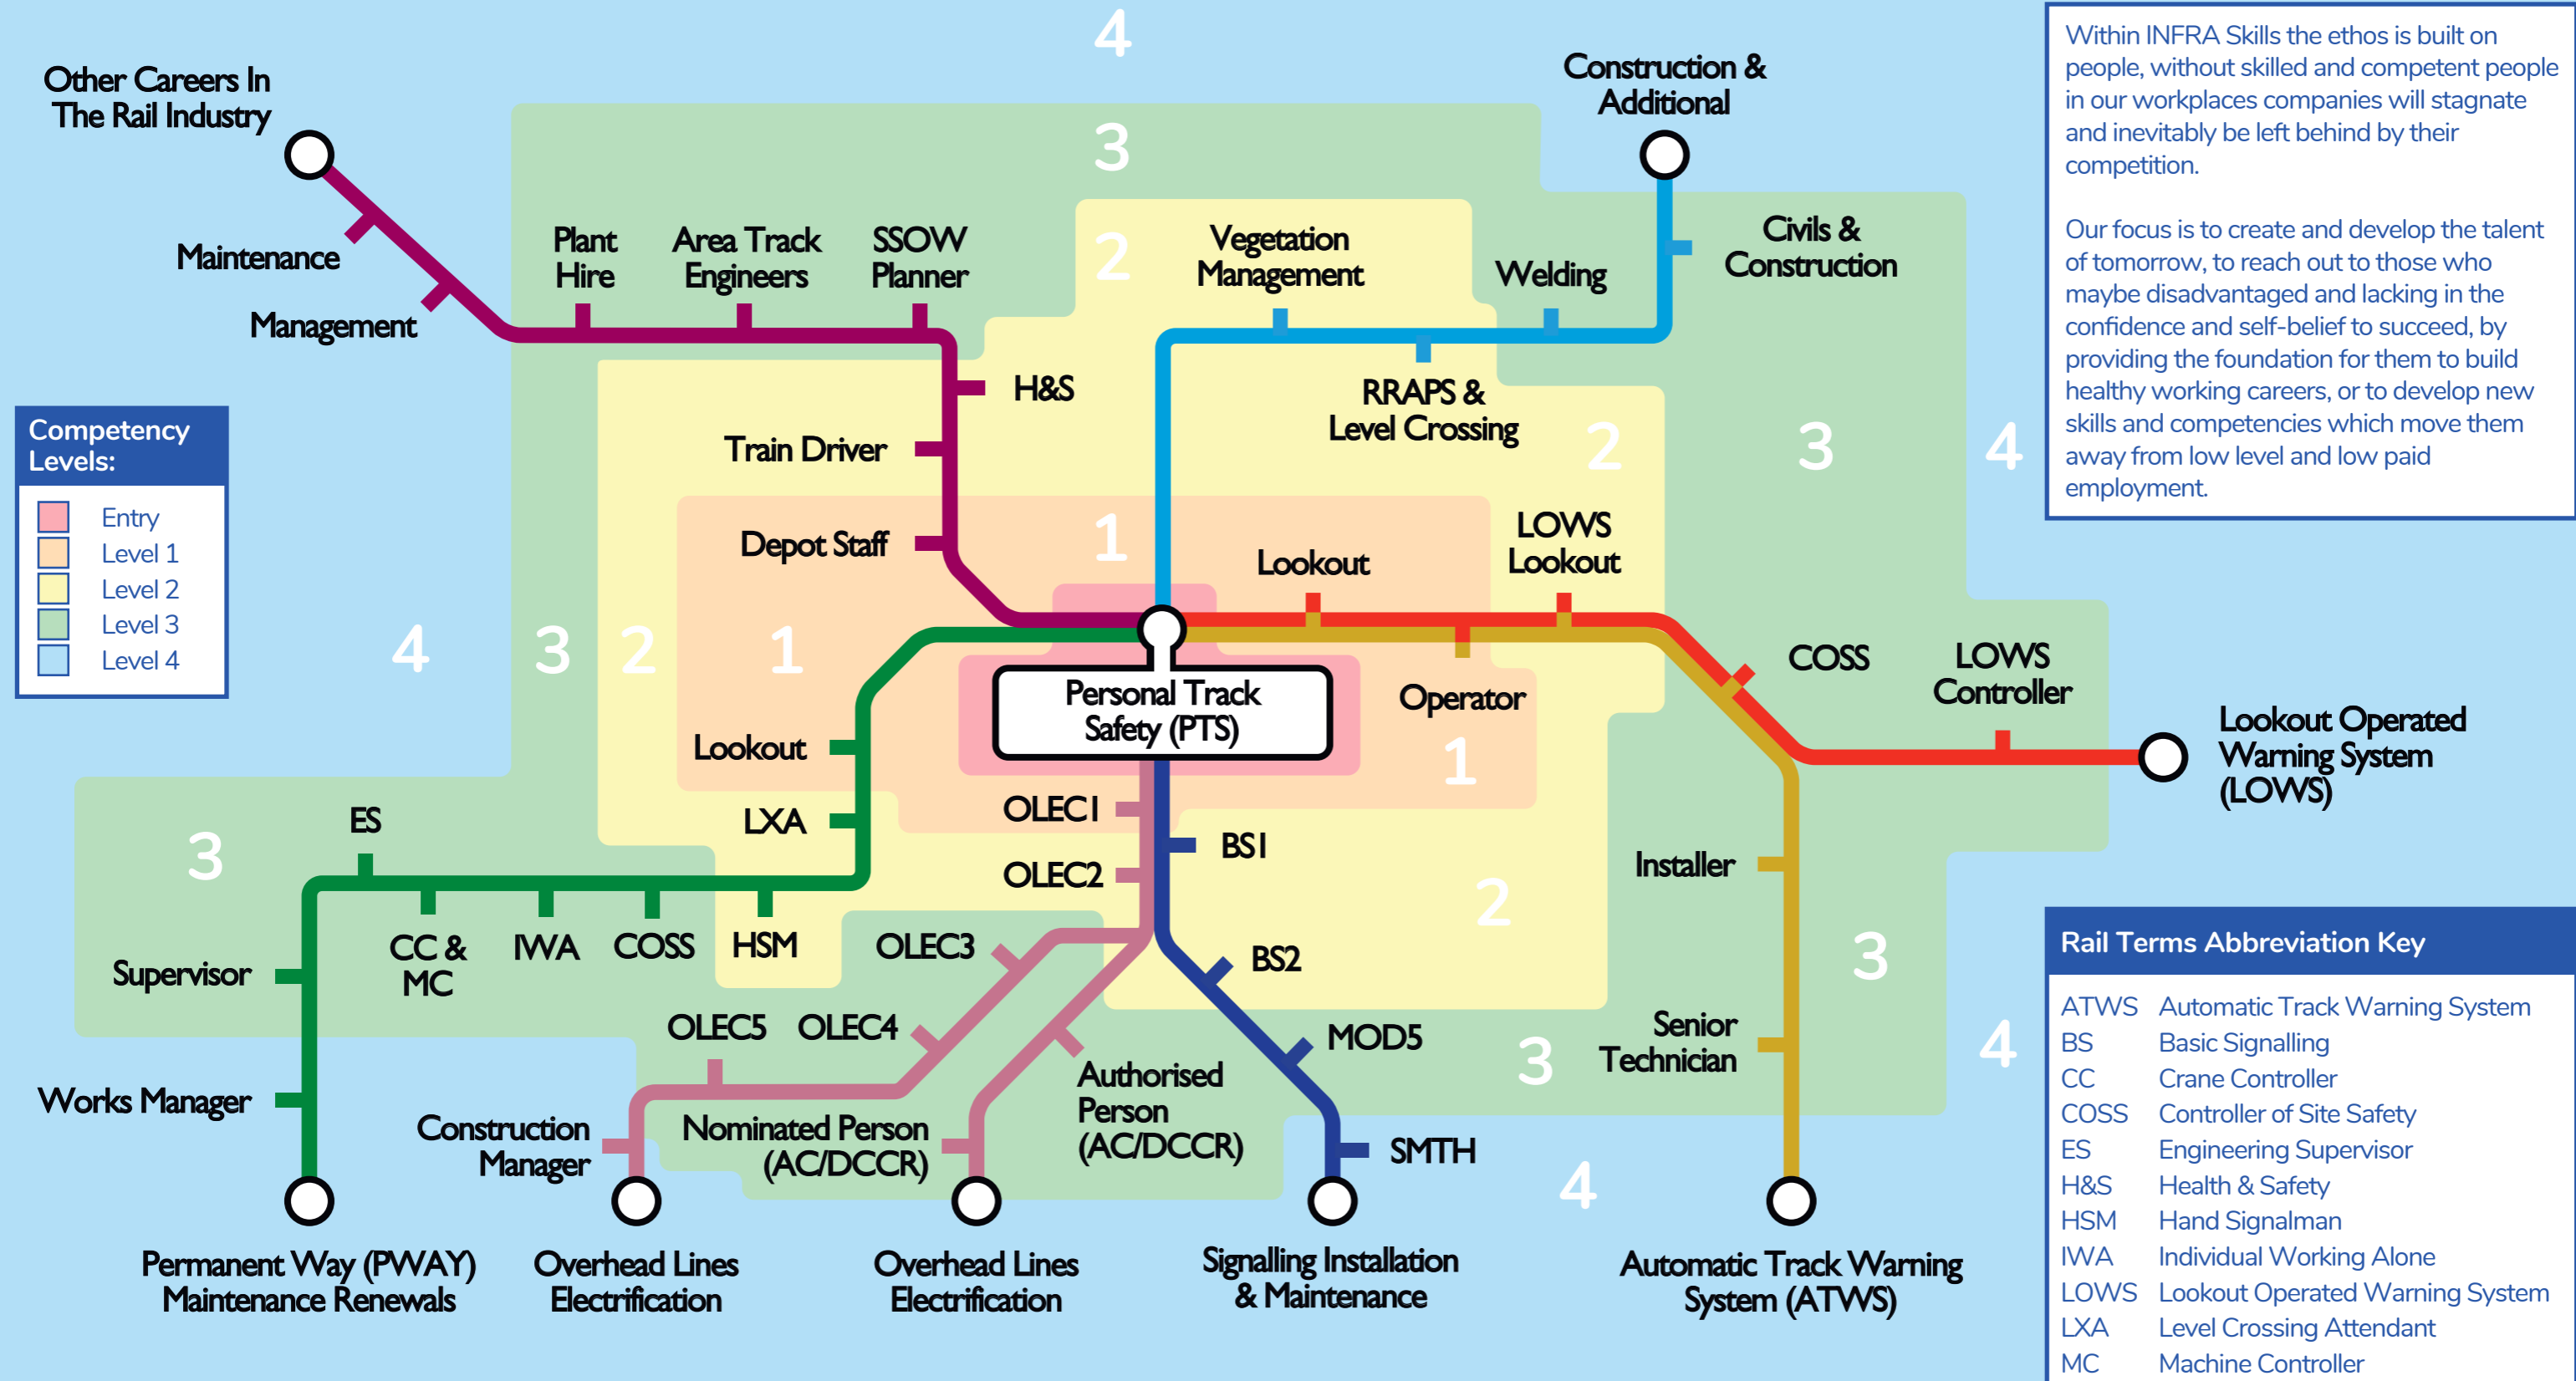 4
Other Careers In
The Rail Industry
Construction &
Additional
3
Maintenance
Management
Plant
Hire
Area Track
Engineers
SSOW
Planner
2
Vegetation
Management
Welding
Civils &
Construction
H&S
RRAPS &
Level Crossing
Train Driver
2
3
4
Depot Staff
1
Lookout
LOWS
Lookout
Within INFRA Skills the ethos is built on
people, without skilled and competent people
in our workplaces companies will stagnate
and inevitably be left behind by their
competition.
Our focus is to create and develop the talent
of tomorrow, to reach out to those who
maybe disadvantaged and lacking in the
confidence and self-belief to succeed, by
providing the foundation for them to build
healthy working careers, or to develop new
skills and competencies which move them
away from low level and low paid
employment.
Competency
Levels:
Entry
Level 1
Level 2
Level 3
Level 4
4
3
2
1
Personal Track
Safety (PTS)
Operator
COSS
LOWS
Controller
Lookout Operated
Warning System
(LOWS)
Lookout
LXA
1
OLEC1
BS1
OLEC2
3
ES
Installer
2
Supervisor
CC &
MC
IWA
COSS
HSM
OLEC3
BS2
3
OLEC5
OLEC4
MOD5
3
Senior
Technician
4
Works Manager
Construction
Manager
Nominated Person
(AC/DCCR)
Authorised
Person
(AC/DCCR)
SMTH
4
Permanent Way (PWAY)
Maintenance Renewals
Overhead Lines
Electrification
Overhead Lines
Electrification
Signalling Installation
& Maintenance
Automatic Track Warning
System (ATWS)
Rail Terms Abbreviation Key
ATWS Automatic Track Warning System
BS Basic Signalling
CC Crane Controller
COSS Controller of Site Safety
ES Engineering Supervisor
H&S Health & Safety
HSM Hand Signalman
IWA Individual Working Alone
LOWS Lookout Operated Warning System
LXA Level Crossing Attendant
MC Machine Controller